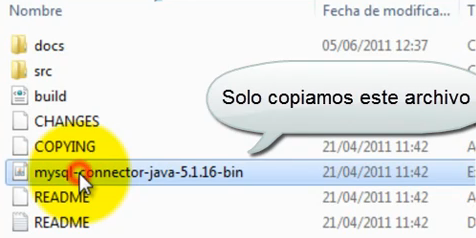 Nombre Fecha de modifica... T
docs 05/06/2011 12:37
src
build
CHANGES
Solo copiamos este archivo
COPYING 21/04/2011 11:42 A
mysql-connector-java-5.1.16-bin 21/04/2011 11:42 E
README 21/04/2011 11:42 A
README 21/04/2011 11:42